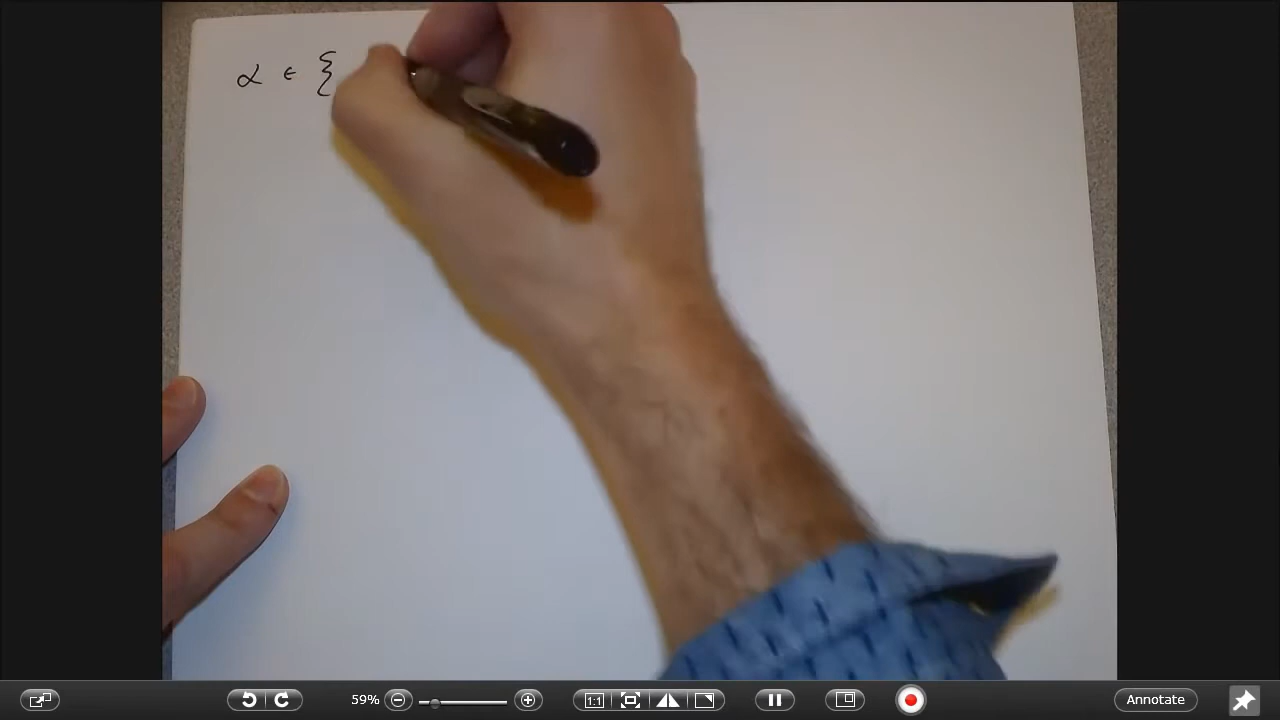 α ∈ {
59%
1:1
Annotate